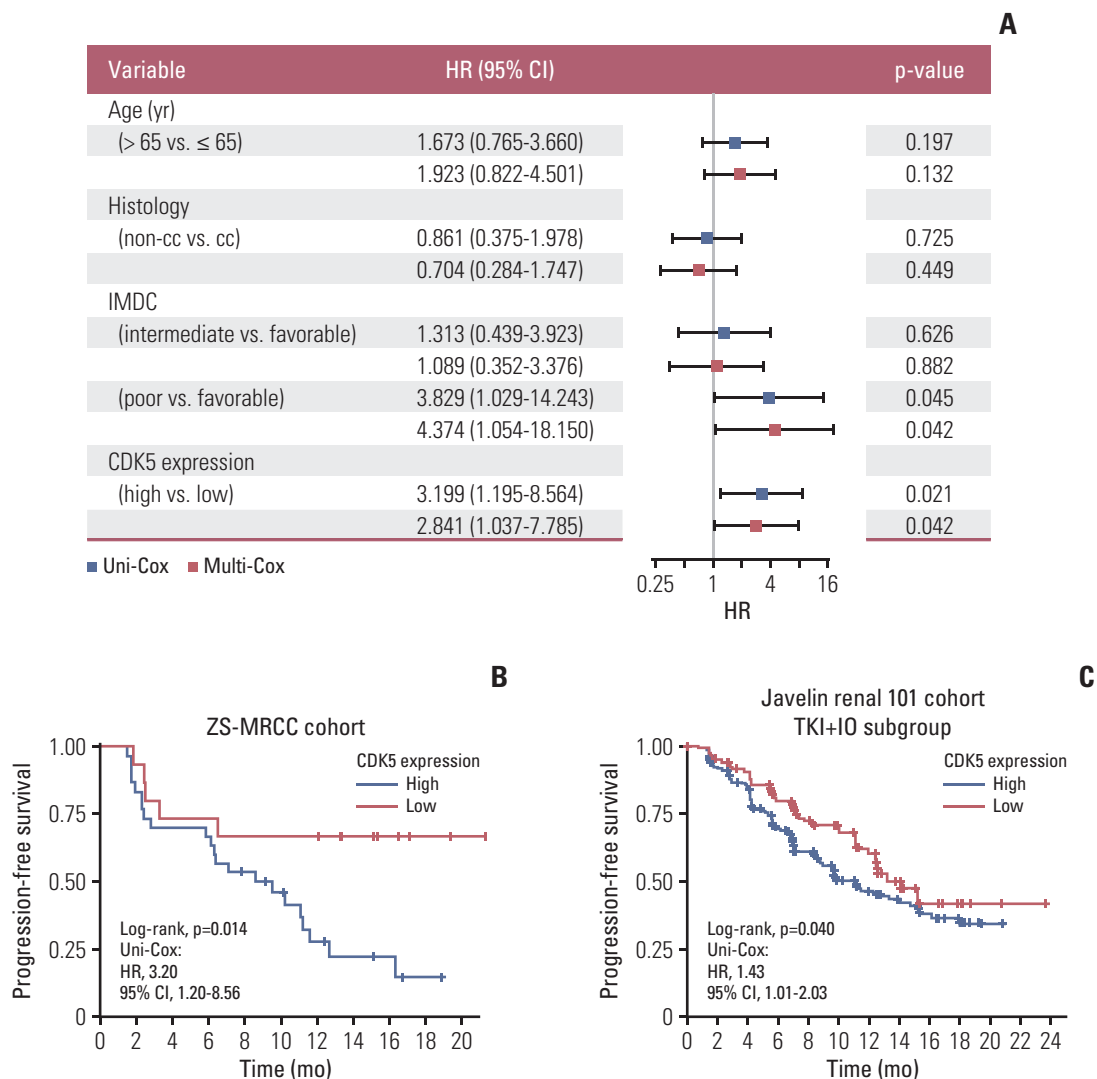 A
Variable HR (95% CI) p-value
Age (yr)
(> 65 vs. ≤ 65) 1.673 (0.765-3.660) 0.197
1.923 (0.822-4.501) 0.132
Histology
(non-cc vs. cc) 0.861 (0.375-1.978) 0.725
0.704 (0.284-1.747) 0.449
IMDC
(intermediate vs. favorable) 1.313 (0.439-3.923) 0.626
1.089 (0.352-3.376) 0.882
(poor vs. favorable) 3.829 (1.029-14.243) 0.045
4.374 (1.054-18.150) 0.042
CDK5 expression
(high vs. low) 3.199 (1.195-8.564) 0.021
2.841 (1.037-7.785) 0.042
Uni-Cox Multi-Cox
0.25 1 4 16
HR
B
ZS-MRCC cohort
CDK5 expression
High
Low
Progression-free survival
1.00
0.75
0.50
0.25
0
Log-rank, p=0.014
Uni-Cox:
HR, 3.20
95% CI, 1.20-8.56
0 2 4 6 8 10 12 14 16 18 20
Time (mo)
C
Javelin renal 101 cohort
TKI+IO subgroup
CDK5 expression
High
Low
Progression-free survival
1.00
0.75
0.50
0.25
0
Log-rank, p=0.040
Uni-Cox:
HR, 1.43
95% CI, 1.01-2.03
0 2 4 6 8 10 12 14 16 18 20 22 24
Time (mo)